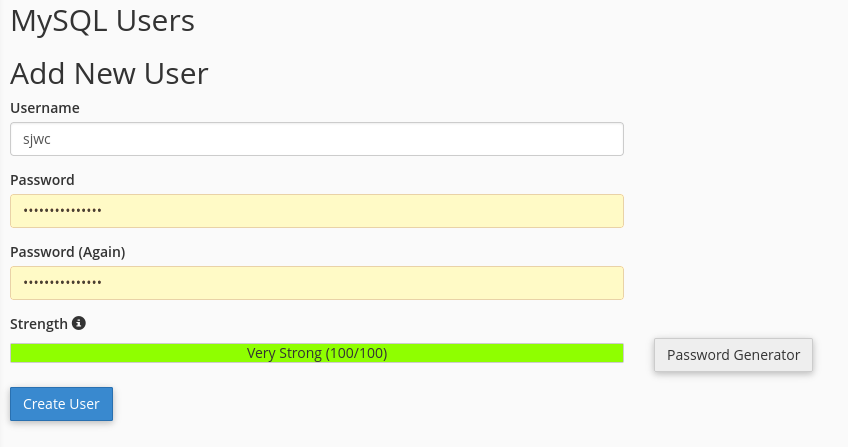 MySQL Users
Add New User
Username
sjwc
Password
•••••••••••••••
Password (Again)
•••••••••••••••
Strength
Very Strong (100/100)
Password Generator
Create User